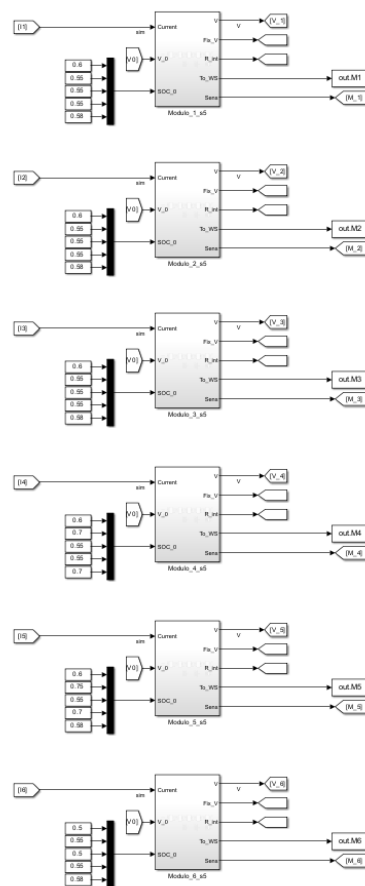 [I1] Current V [V_1]
sim V
Fix_V
[V0] V_0 R_int
0.6
0.55 To_WS out.M1
0.55 SOC_0
0.55 Sens [M_1]
0.58
Modulo_1_s5
[I2] Current V [V_2]
sim V
Fix_V
[V0] V_0 R_int
0.6
0.55 To_WS out.M2
0.55 SOC_0
0.55 Sens [M_2]
0.58
Modulo_2_s5
[I3] Current V [V_3]
sim V
Fix_V
[V0] V_0 R_int
0.6
0.55 To_WS out.M3
0.55 SOC_0
0.55 Sens [M_3]
0.58
Modulo_3_s5
[I4] Current V [V_4]
sim V
Fix_V
[V0] V_0 R_int
0.6
0.7 To_WS out.M4
0.55 SOC_0
0.55 Sens [M_4]
0.7
Modulo_4_s5
[I5] Current V [V_5]
sim V
Fix_V
[V0] V_0 R_int
0.6
0.75 To_WS out.M5
0.55 SOC_0
0.7 Sens [M_5]
0.58
Modulo_5_s5
[I6] Current V [V_6]
sim V
Fix_V
[V0] V_0 R_int
0.5
0.55 To_WS out.M6
0.5 SOC_0
0.55 Sens [M_6]
0.58
Modulo_6_s5